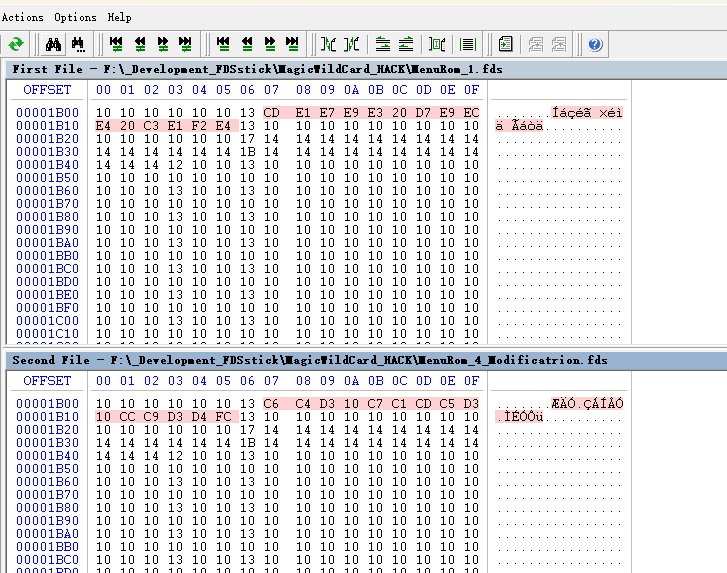 Actions Options Help
First File - F:\_Development_FDSstick\MagicWildCard_HACK\MenuRom_1.fds
OFFSET 00 01 02 03 04 05 06 07 08 09 0A 0B 0C 0D 0E 0F
00001B00 10 10 10 10 10 10 13 CD E1 E7 E9 E3 20 D7 E9 EC .......Íáçéã ×éì
00001B10 E4 20 C3 E1 F2 E4 13 10 10 10 10 10 10 10 10 10 ä Ãáòä..........
00001B20 10 10 10 10 10 10 17 14 14 14 14 14 14 14 14 14 ................
00001B30 14 14 14 14 14 14 1B 14 14 14 14 14 14 14 14 14 ................
00001B40 14 14 14 12 10 10 13 10 10 10 10 10 10 10 10 10 ................
00001B50 10 10 10 10 10 10 10 10 10 10 10 10 10 10 10 10 ................
00001B60 10 10 10 13 10 10 10 10 10 10 10 10 10 10 10 10 ................
00001B70 10 10 10 10 10 10 10 10 10 10 10 10 10 10 10 10 ................
00001B80 10 10 10 13 10 10 10 10 10 10 10 10 10 10 10 10 ................
00001B90 10 10 10 10 10 10 10 10 10 10 10 10 10 10 10 10 ................
00001BA0 10 10 10 13 10 10 10 10 10 10 10 10 10 10 10 10 ................
00001BB0 10 10 10 10 10 10 10 10 10 10 10 10 10 10 10 10 ................
00001BC0 10 10 10 13 10 10 10 10 10 10 10 10 10 10 10 10 ................
00001BD0 10 10 10 10 10 10 10 10 10 10 10 10 10 10 10 10 ................
00001BE0 10 10 10 13 10 10 10 10 10 10 10 10 10 10 10 10 ................
00001BF0 10 10 10 10 10 10 10 10 10 10 10 10 10 10 10 10 ................
00001C00 10 10 10 13 10 10 10 10 10 10 10 10 10 10 10 10 ................
00001C10 10 10 10 10 10 10 10 10 10 10 10 10 10 10 10 10 ................
Second File - F:\_Development_FDSstick\MagicWildCard_HACK\MenuRom_4_Modificatrion.fds
OFFSET 00 01 02 03 04 05 06 07 08 09 0A 0B 0C 0D 0E 0F
00001B00 10 10 10 10 10 10 13 C6 C4 D3 10 C7 C1 CD C5 D3 .......ÆÄÓ.ÇÁÍÅÓ
00001B10 10 CC C9 D3 D4 FC 10 10 10 10 10 10 10 10 10 10 .ÌÉÓÔü..........
00001B20 10 10 10 10 10 10 17 14 14 14 14 14 14 14 14 14 ................
00001B30 14 14 14 14 14 14 1B 14 14 14 14 14 14 14 14 14 ................
00001B40 14 14 14 12 10 10 10 10 10 10 10 10 10 10 10 10 ................
00001B50 10 10 10 10 10 10 10 10 10 10 10 10 10 10 10 10 ................
00001B60 10 10 10 13 10 10 10 10 10 10 10 10 10 10 10 10 ................
00001B70 10 10 10 10 10 10 10 10 10 10 10 10 10 10 10 10 ................
00001B80 10 10 10 13 10 10 10 10 10 10 10 10 10 10 10 10 ................
00001B90 10 10 10 10 10 10 10 10 10 10 10 10 10 10 10 10 ................
00001BA0 10 10 10 13 10 10 10 10 10 10 10 10 10 10 10 10 ................
00001BB0 10 10 10 10 10 10 10 10 10 10 10 10 10 10 10 10 ................
00001BC0 10 10 10 13 10 10 10 10 10 10 10 10 10 10 10 10 ................